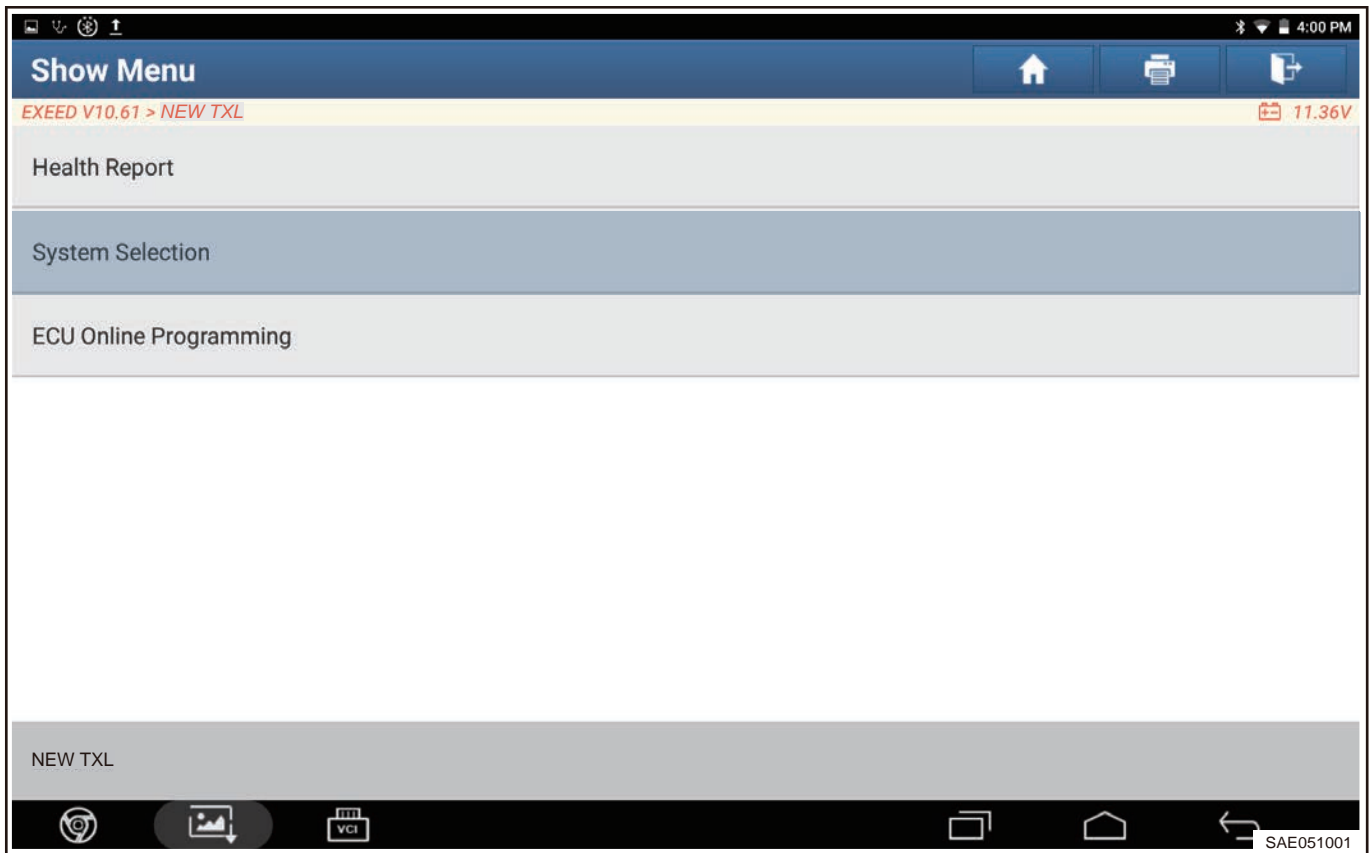 4:00 PM
Show Menu
EXEED V10.61 > NEW TXL
11.36V
Health Report
System Selection
ECU Online Programming
NEW TXL
VCI
SAE051001